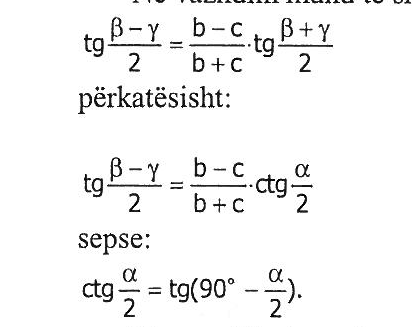 tg (β − γ)/2 = (b − c)/(b + c) · tg (β + γ)/2
përkatësisht:
tg (β − γ)/2 = (b − c)/(b + c) · ctg α/2
sepse:
ctg α/2 = tg(90° − α/2).